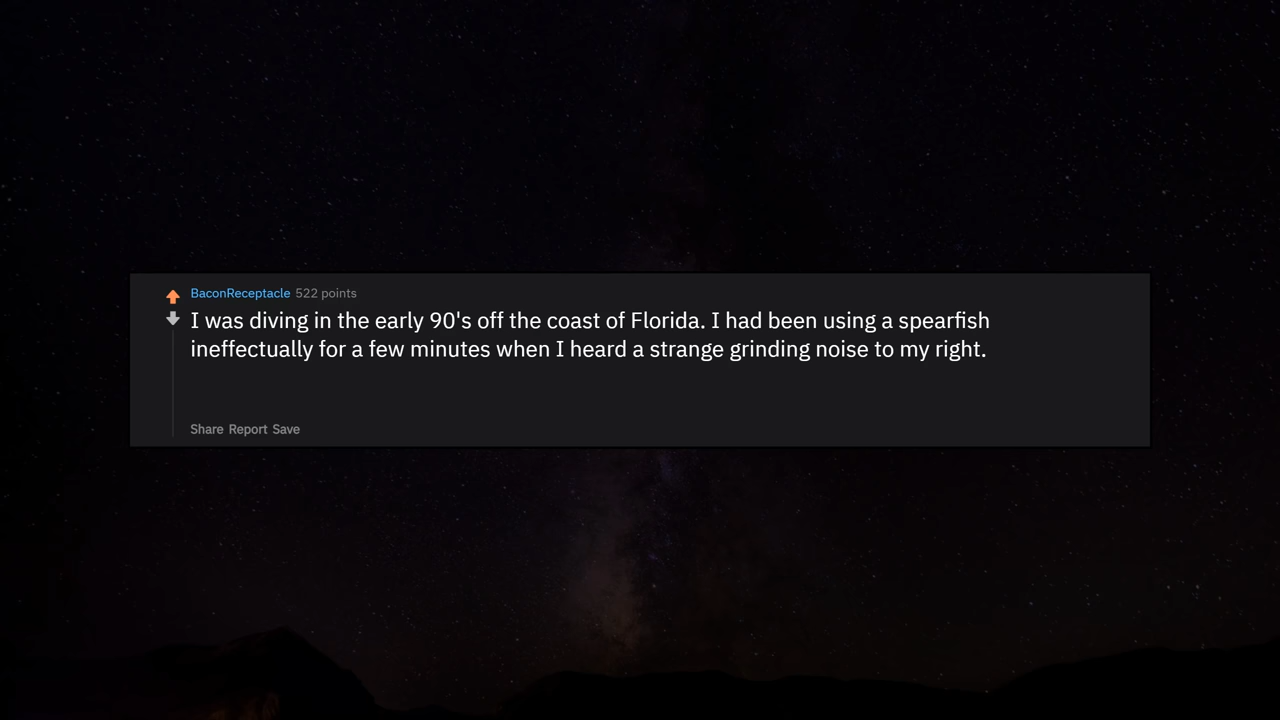 BaconReceptacle 522 points
I was diving in the early 90's off the coast of Florida. I had been using a spearfish
ineffectually for a few minutes when I heard a strange grinding noise to my right.
Share Report Save